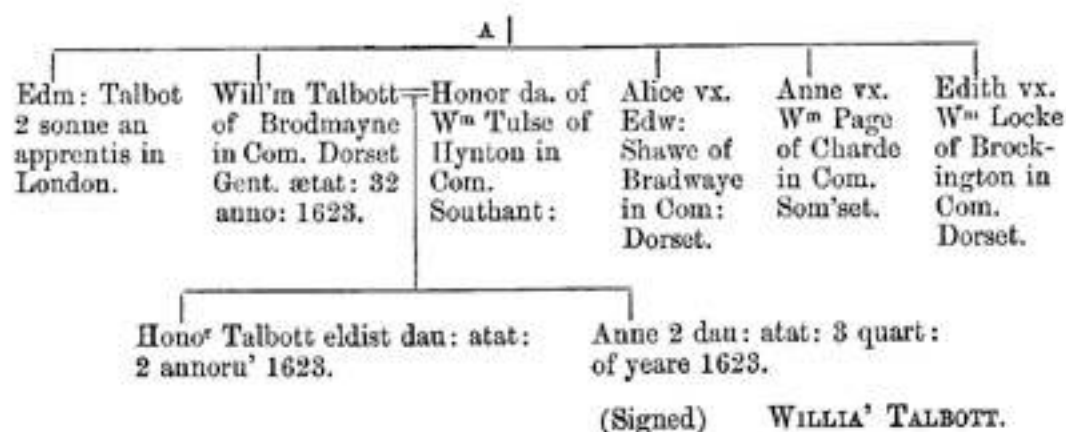 A
Edm: Talbot
2 sonne an
apprentis in
London.
Will'm Talbott
of Brodmayne
in Com. Dorset
Gent. ætat: 32
anno: 1623.
Honor da. of
Wᵐ Tulse of
Hynton in
Com.
Southant:
Alice vx.
Edw:
Shawe of
Bradwaye
in Com:
Dorset.
Anne vx.
Wᵐ Page
of Charde
in Com.
Som'set.
Edith vx.
Wᵐ Locke
of Brock-
ington in
Com.
Dorset.
Honoʳ Talbott eldist dau: atat:
2 annoru' 1623.
Anne 2 dau: atat: 3 quart:
of yeare 1623.
(Signed) WILLIA' TALBOTT.